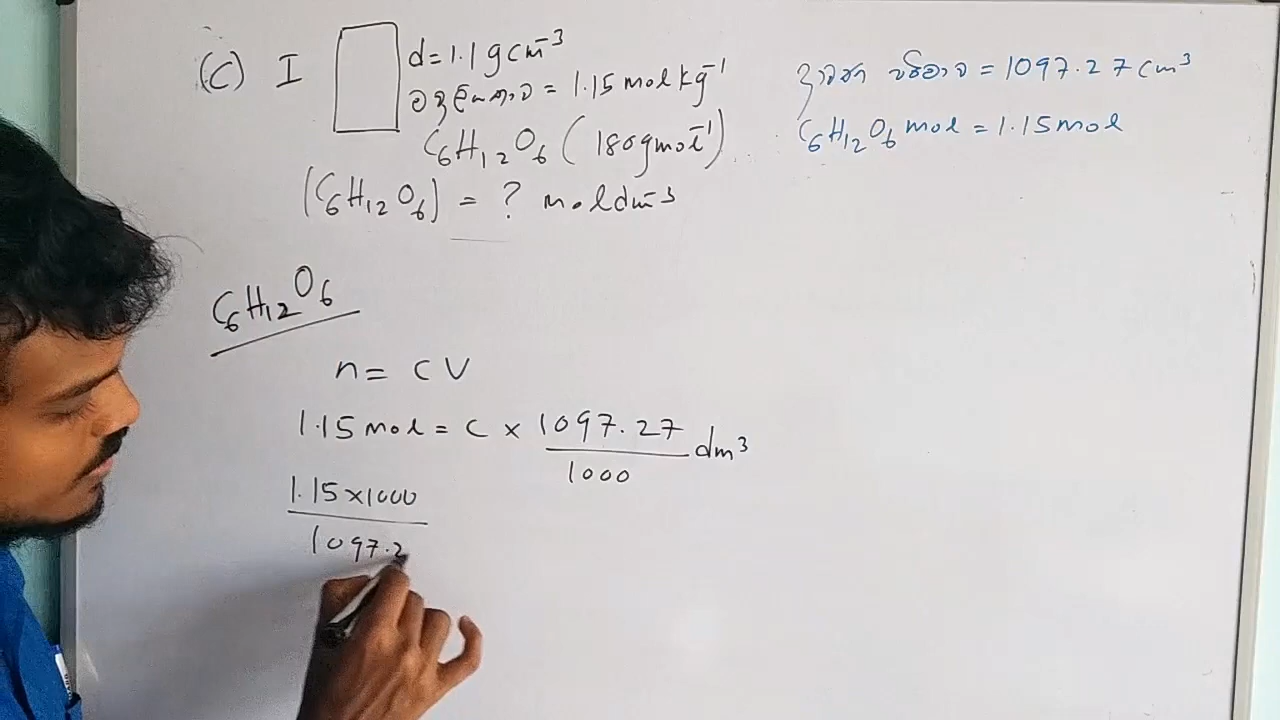 (C) I d=1.1 g cm⁻³
මවුලියතාව = 1.15 mol kg⁻¹
C₆H₁₂O₆ (180 g mol⁻¹)
(C₆H₁₂O₆) = ? mol dm⁻³
ද්‍රාවණ පරිමාව = 1097.27 cm³
C₆H₁₂O₆ mol = 1.15 mol
C₆H₁₂O₆
n = CV
1.15 mol = C × 1097.27/1000 dm³
1.15×1000
1097.2